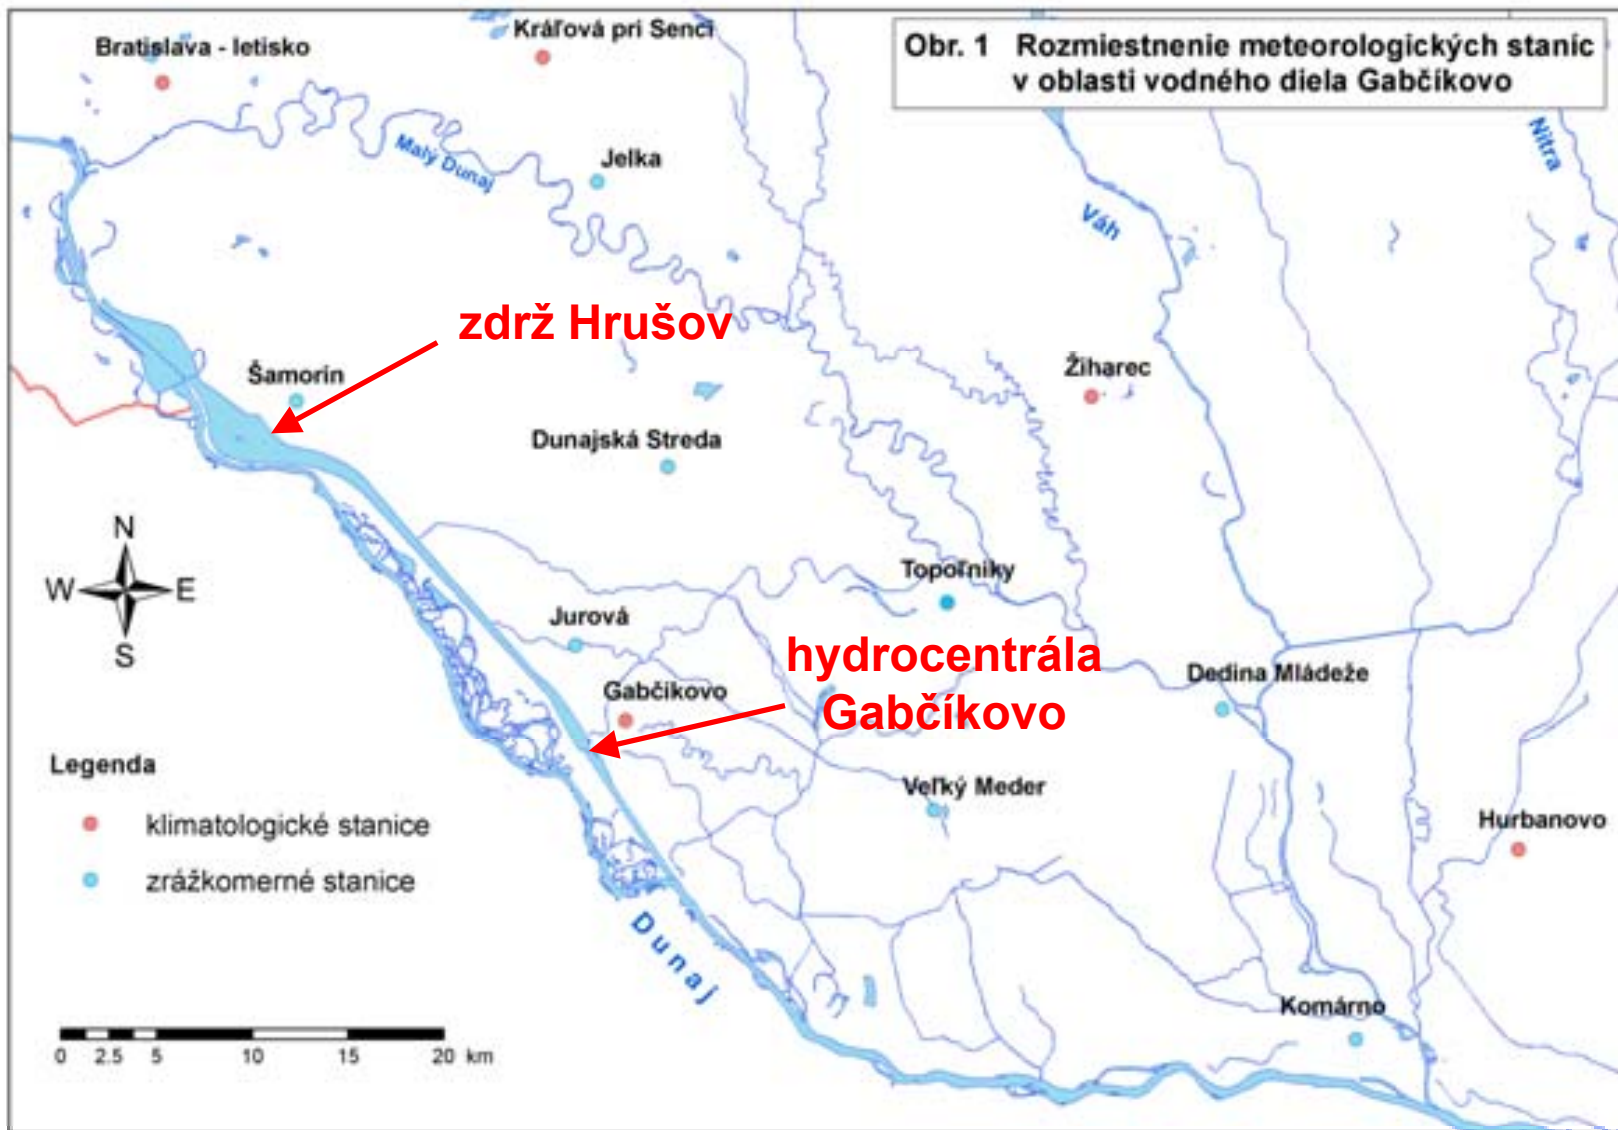 Obr. 1 Rozmiestnenie meteorologických staníc
v oblasti vodného diela Gabčíkovo
Kráľová pri Senci
Bratislava - letisko
Nitra
Malý Dunaj
Jelka
Váh
zdrž Hrušov
Šamorín
Žiharec
Dunajská Streda
N
W
E
S
Topoľníky
Jurová
hydrocentrála
Gabčíkovo
Dedina Mládeže
Gabčíkovo
Legenda
klimatologické stanice
zrážkomerné stanice
Veľký Meder
Hurbanovo
Dunaj
Komárno
0 2.5 5 10 15 20 km